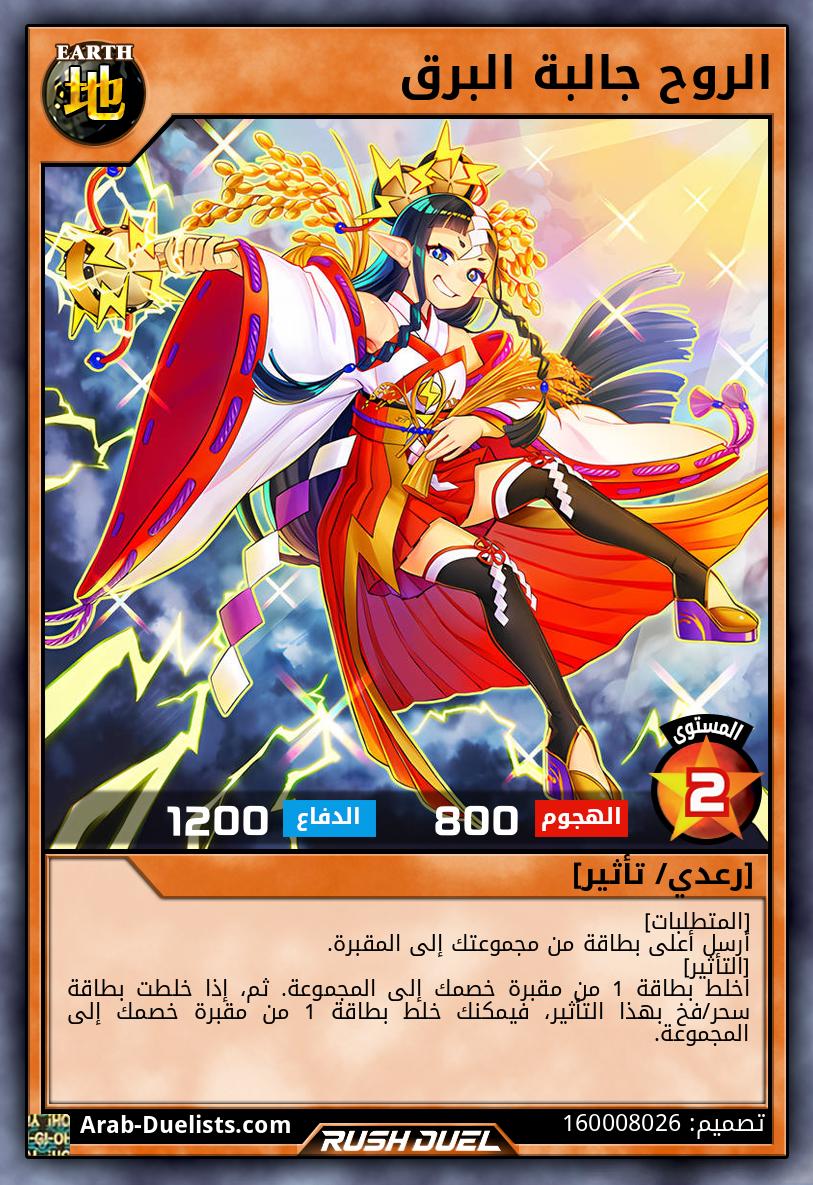 EARTH
地
الروح جالبة البرق
المستوى
2
الهجوم 800 الدفاع 1200
[رعدي/ تأثير]
[المتطلبات]
أرسل أعلى بطاقة من مجموعتك إلى المقبرة.
[التأثير]
اخلط بطاقة 1 من مقبرة خصمك إلى المجموعة. ثم، إذا خلطت بطاقة
سحر/فخ بهذا التأثير، فيمكنك خلط بطاقة 1 من مقبرة خصمك إلى
المجموعة.
تصميم: 160008026
RUSH DUEL
Arab-Duelists.com